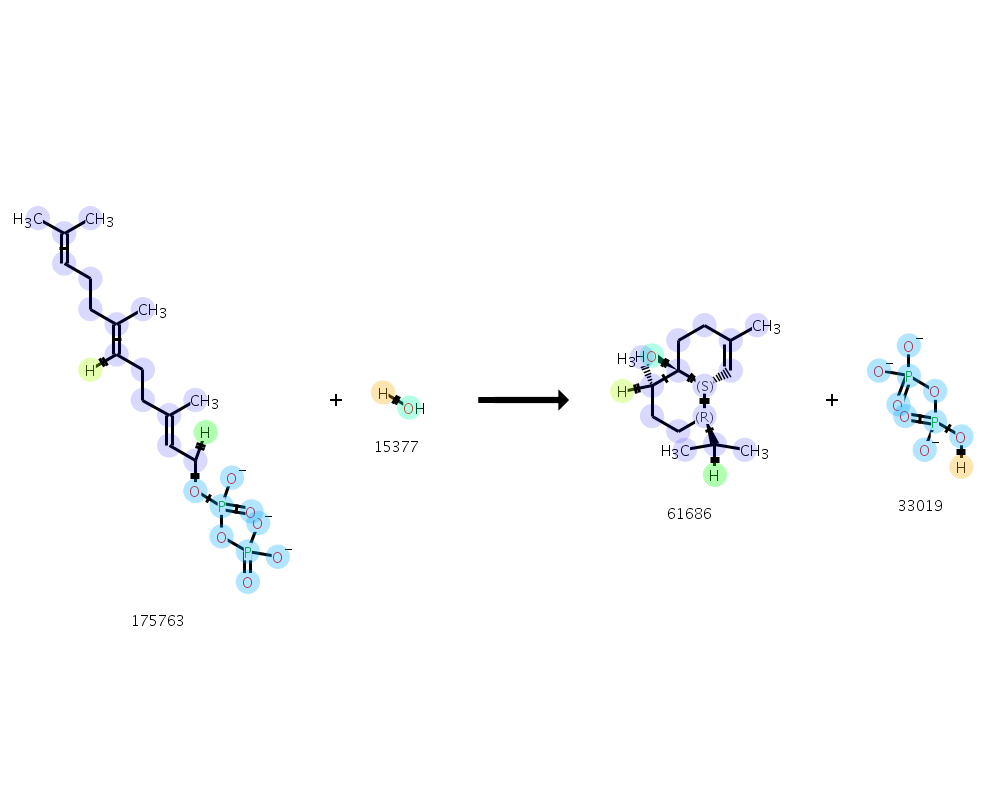 H3C
CH3
CH3
H
CH3
H
O
O−
P
O
O−
O
P
O−
O
175763
+
H
OH
15377
CH3
H3C
HO
H
(S)
(R)
H3C
CH3
H
61686
+
O−
O−
P
O
O
O
P
O−
O
H
33019